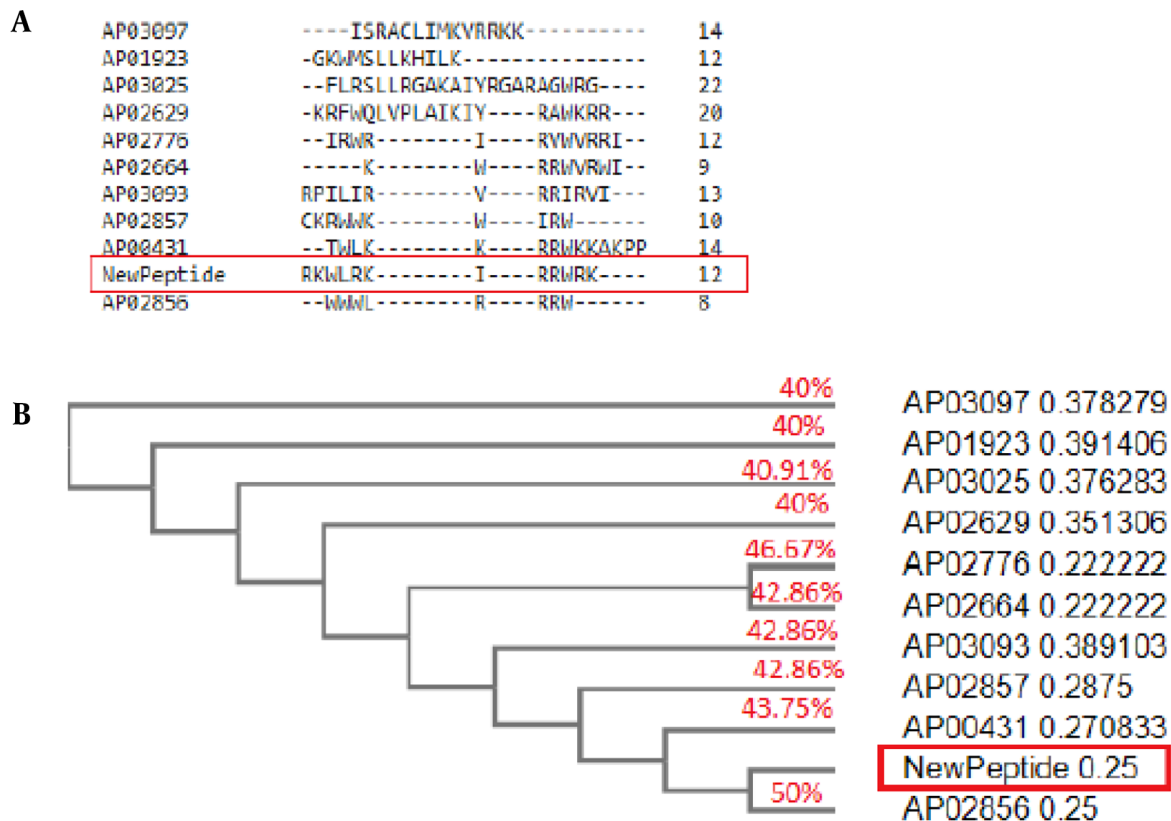 A
AP03097 ----ISRACLIMKVRRKK---------- 14
AP01923 -GKWMSLLKHILK--------------- 12
AP03025 --FLRSLLRGAKAIYRGARAGWRG---- 22
AP02629 -KRFWQLVPLAIKIY----RAWKRR--- 20
AP02776 --IRWR--------I----RVWVRRI-- 12
AP02664 -----K--------W----RRWVRWI-- 9
AP03093 RPILIR--------V----RRIRVI--- 13
AP02857 CKRWWK--------W----IRW------ 10
AP00431 --TWLK--------K----RRWKKAKPP 14
NewPeptide RKWLRK--------I----RRWRK---- 12
AP02856 --WWWL--------R----RRW------ 8
B
40% AP03097 0.378279
40% AP01923 0.391406
40.91% AP03025 0.376283
40% AP02629 0.351306
46.67% AP02776 0.222222
42.86% AP02664 0.222222
42.86% AP03093 0.389103
42.86% AP02857 0.2875
43.75% AP00431 0.270833
NewPeptide 0.25
50% AP02856 0.25